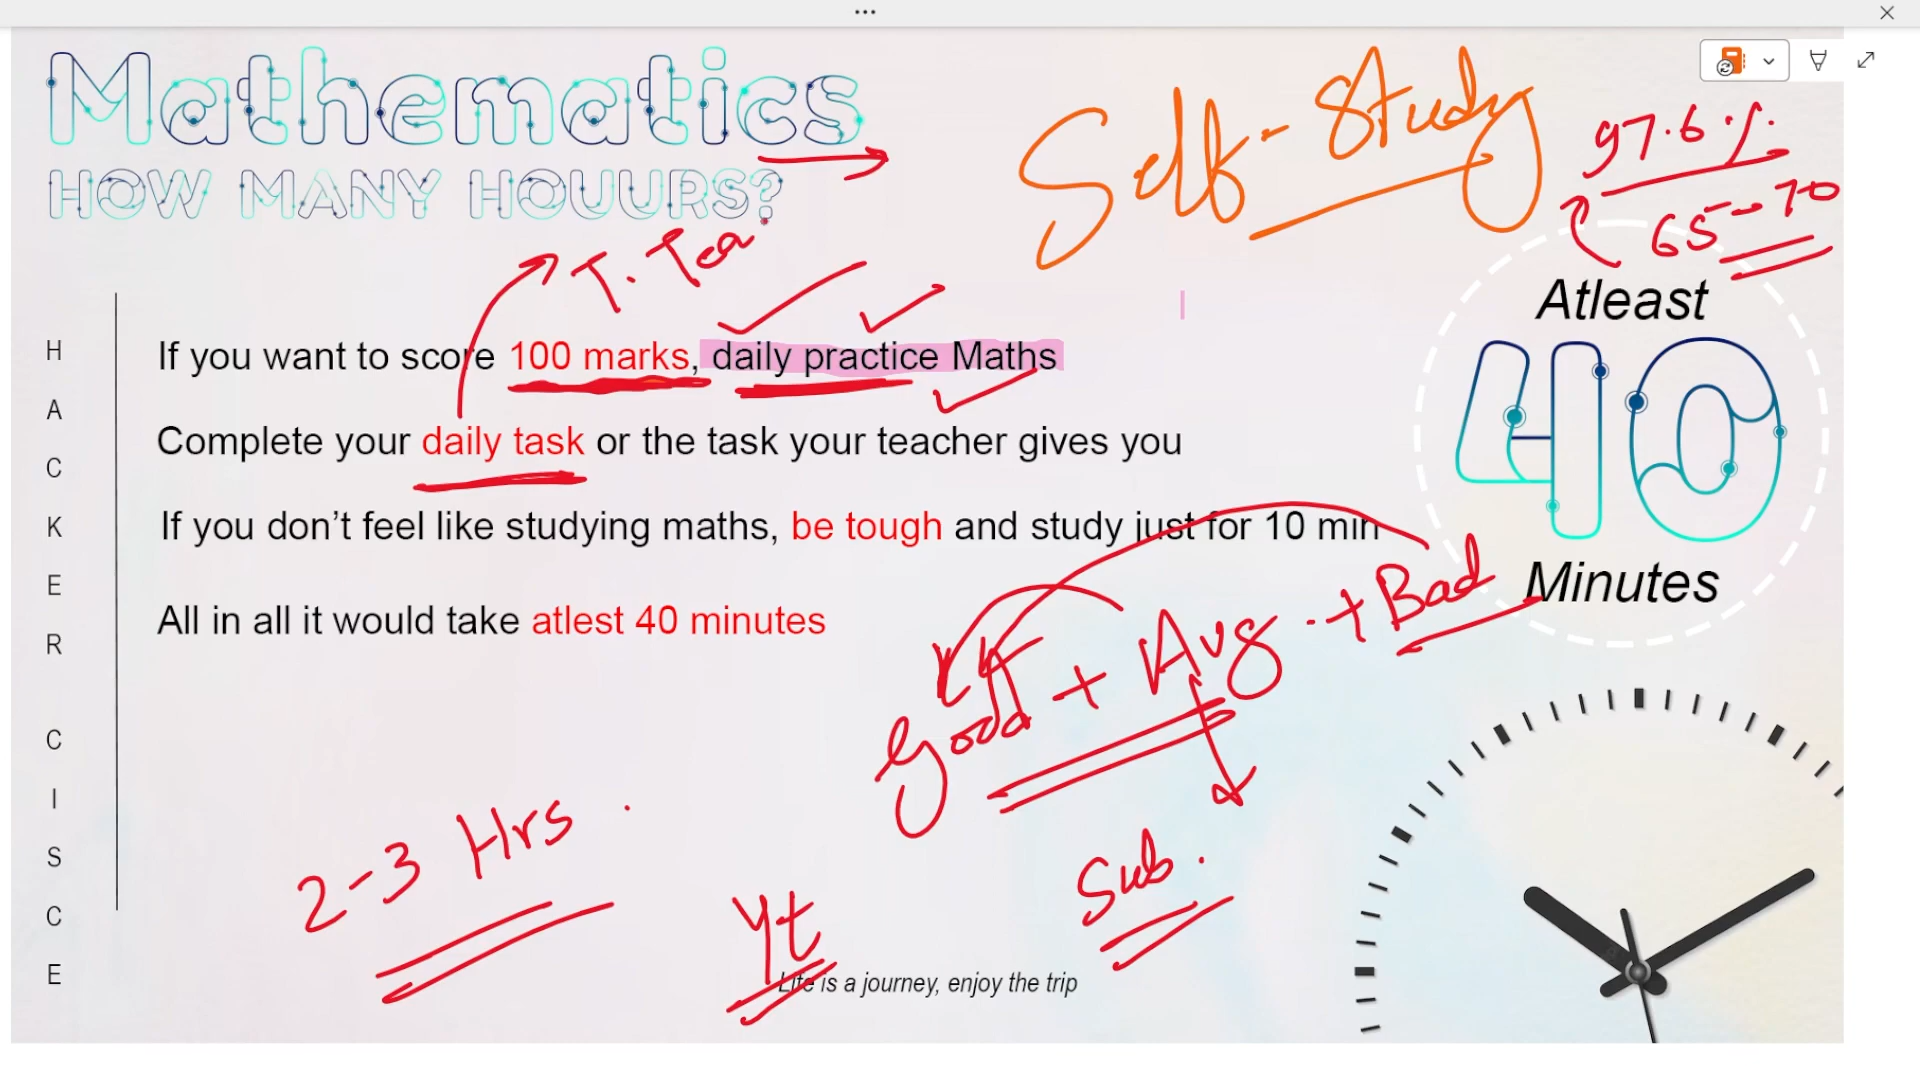 Mathematics
HOW MANY HOUURS?
Self-Study
97.6%
65-70
T. Tea
Atleast
40
Minutes
If you want to score 100 marks, daily practice Maths
Complete your daily task or the task your teacher gives you
If you don't feel like studying maths, be tough and study just for 10 min
All in all it would take atlest 40 minutes
Good + Avg + Bad
2-3 Hrs
Sub.
Yt
Life is a journey, enjoy the trip
HACKER CISCE